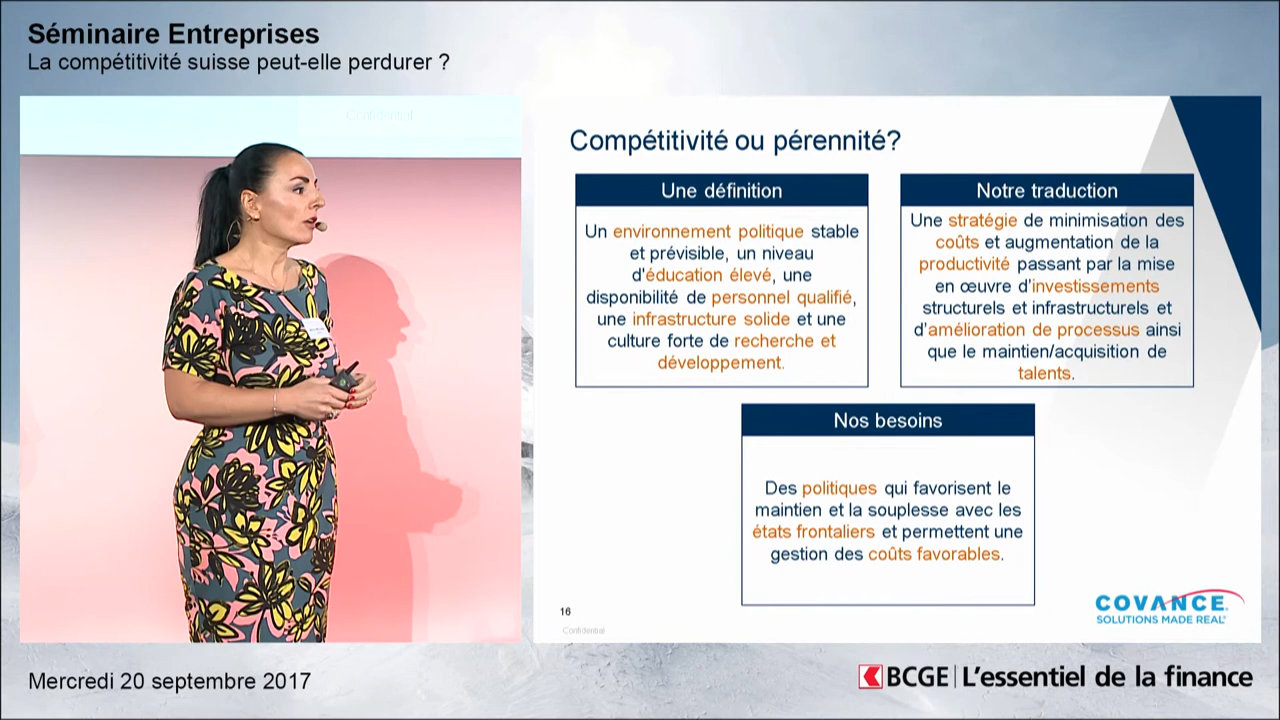 Séminaire Entreprises
La compétitivité suisse peut-elle perdurer ?
Confidential
Compétitivité ou pérennité?
Une définition
Un environnement politique stable
et prévisible, un niveau
d'éducation élevé, une
disponibilité de personnel qualifié,
une infrastructure solide et une
culture forte de recherche et
développement.
Notre traduction
Une stratégie de minimisation des
coûts et augmentation de la
productivité passant par la mise
en œuvre d'investissements
structurels et infrastructurels et
d'amélioration de processus ainsi
que le maintien/acquisition de
talents.
Nos besoins
Des politiques qui favorisent le
maintien et la souplesse avec les
états frontaliers et permettent une
gestion des coûts favorables.
16
Confidential
COVANCE
SOLUTIONS MADE REAL
Mercredi 20 septembre 2017
BCGE | L'essentiel de la finance